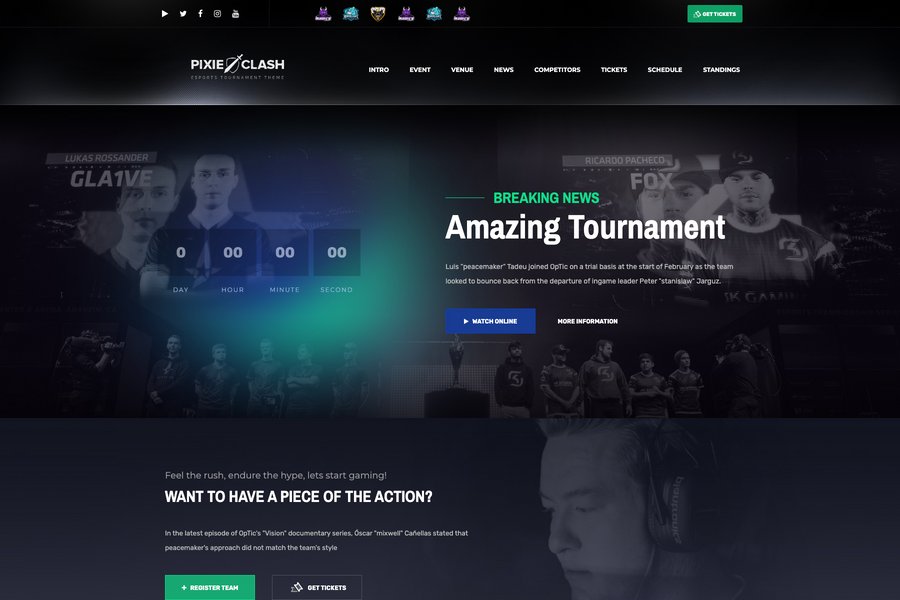 GET TICKETS
PIXIE CLASH
ESPORTS TOURNAMENT THEME
INTRO
EVENT
VENUE
NEWS
COMPETITORS
TICKETS
SCHEDULE
STANDINGS
LUKAS ROSSANDER
GLA1VE
RICARDO PACHECO
FOX
BREAKING NEWS
Amazing Tournament
0
00
00
00
DAY
HOUR
MINUTE
SECOND
Luis "peacemaker" Tadeu joined OpTic on a trial basis at the start of February as the team
looked to bounce back from the departure of ingame leader Peter "stanislaw" Jarguz.
SK GAMING
WATCH ONLINE
MORE INFORMATION
Feel the rush, endure the hype, lets start gaming!
WANT TO HAVE A PIECE OF THE ACTION?
In the latest episode of OpTic's "Vision" documentary series, Óscar "mixwell" Cañellas stated that
peacemaker's approach did not match the team's style
plantronics
REGISTER TEAM
GET TICKETS